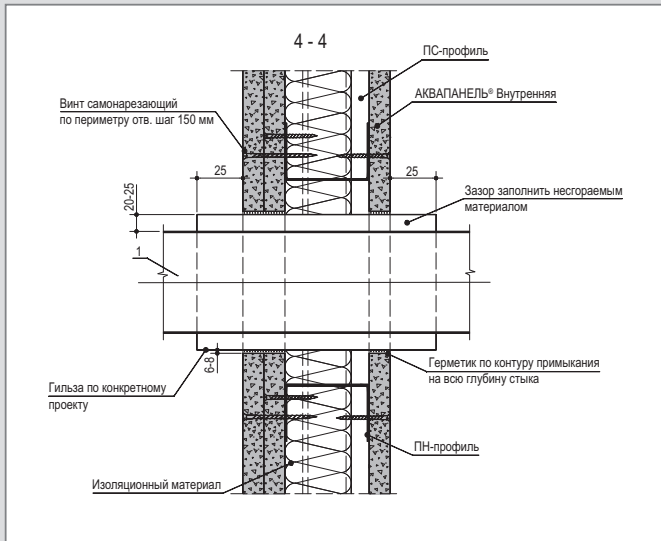 4 - 4
ПС-профиль
АКВАПАНЕЛЬ® Внутренняя
Винт самонарезающий
по периметру отв. шаг 150 мм
25
25
Зазор заполнить несгораемым
материалом
20-25
1
6-8
Гильза по конкретному
проекту
Герметик по контуру примыкания
на всю глубину стыка
ПН-профиль
Изоляционный материал